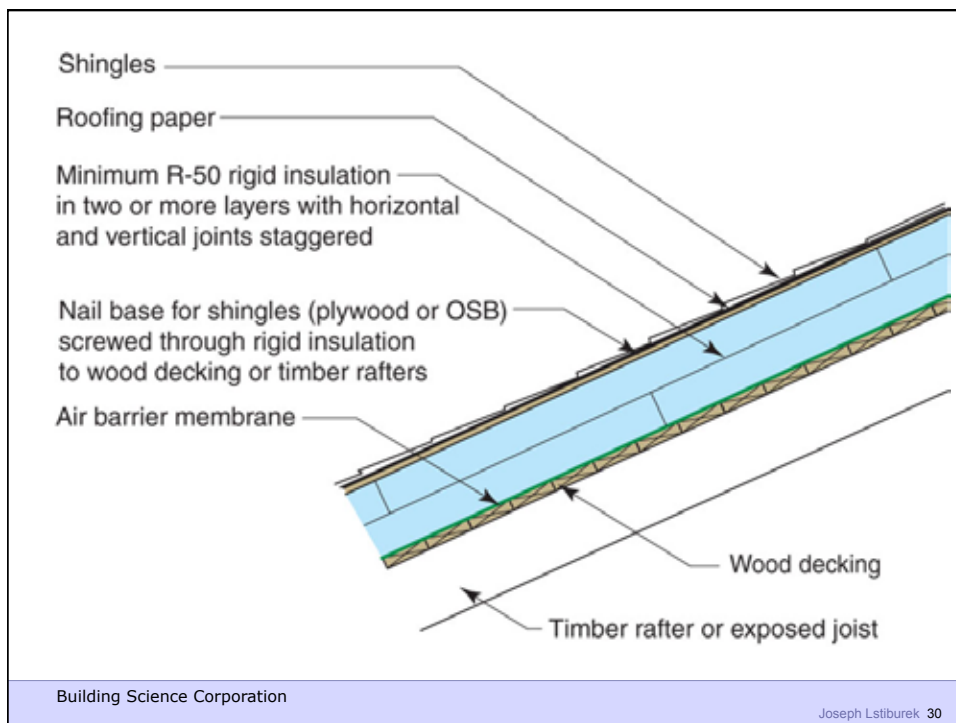 Shingles
Roofing paper
Minimum R-50 rigid insulation
in two or more layers with horizontal
and vertical joints staggered
Nail base for shingles (plywood or OSB)
screwed through rigid insulation
to wood decking or timber rafters
Air barrier membrane
Wood decking
Timber rafter or exposed joist
Building Science Corporation
Joseph Lstiburek 30